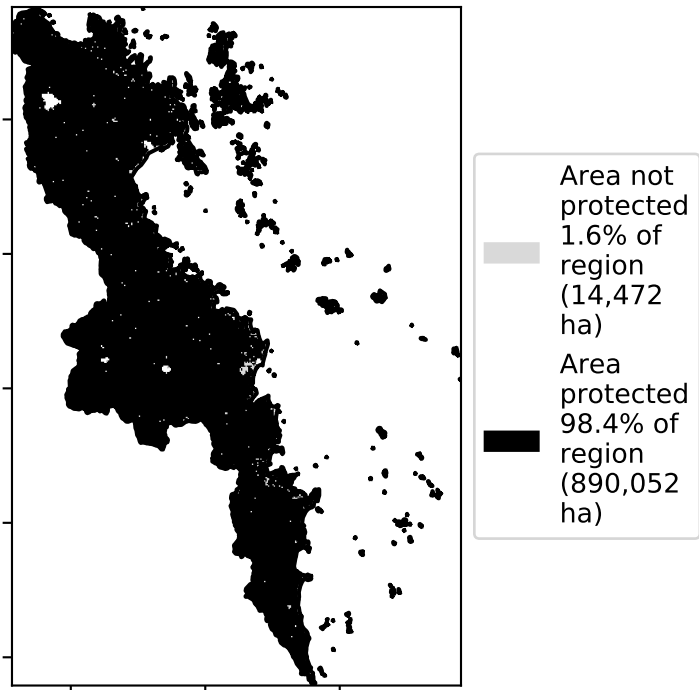 Area not
protected
1.6% of
region
(14,472
ha)
Area
protected
98.4% of
region
(890,052
ha)